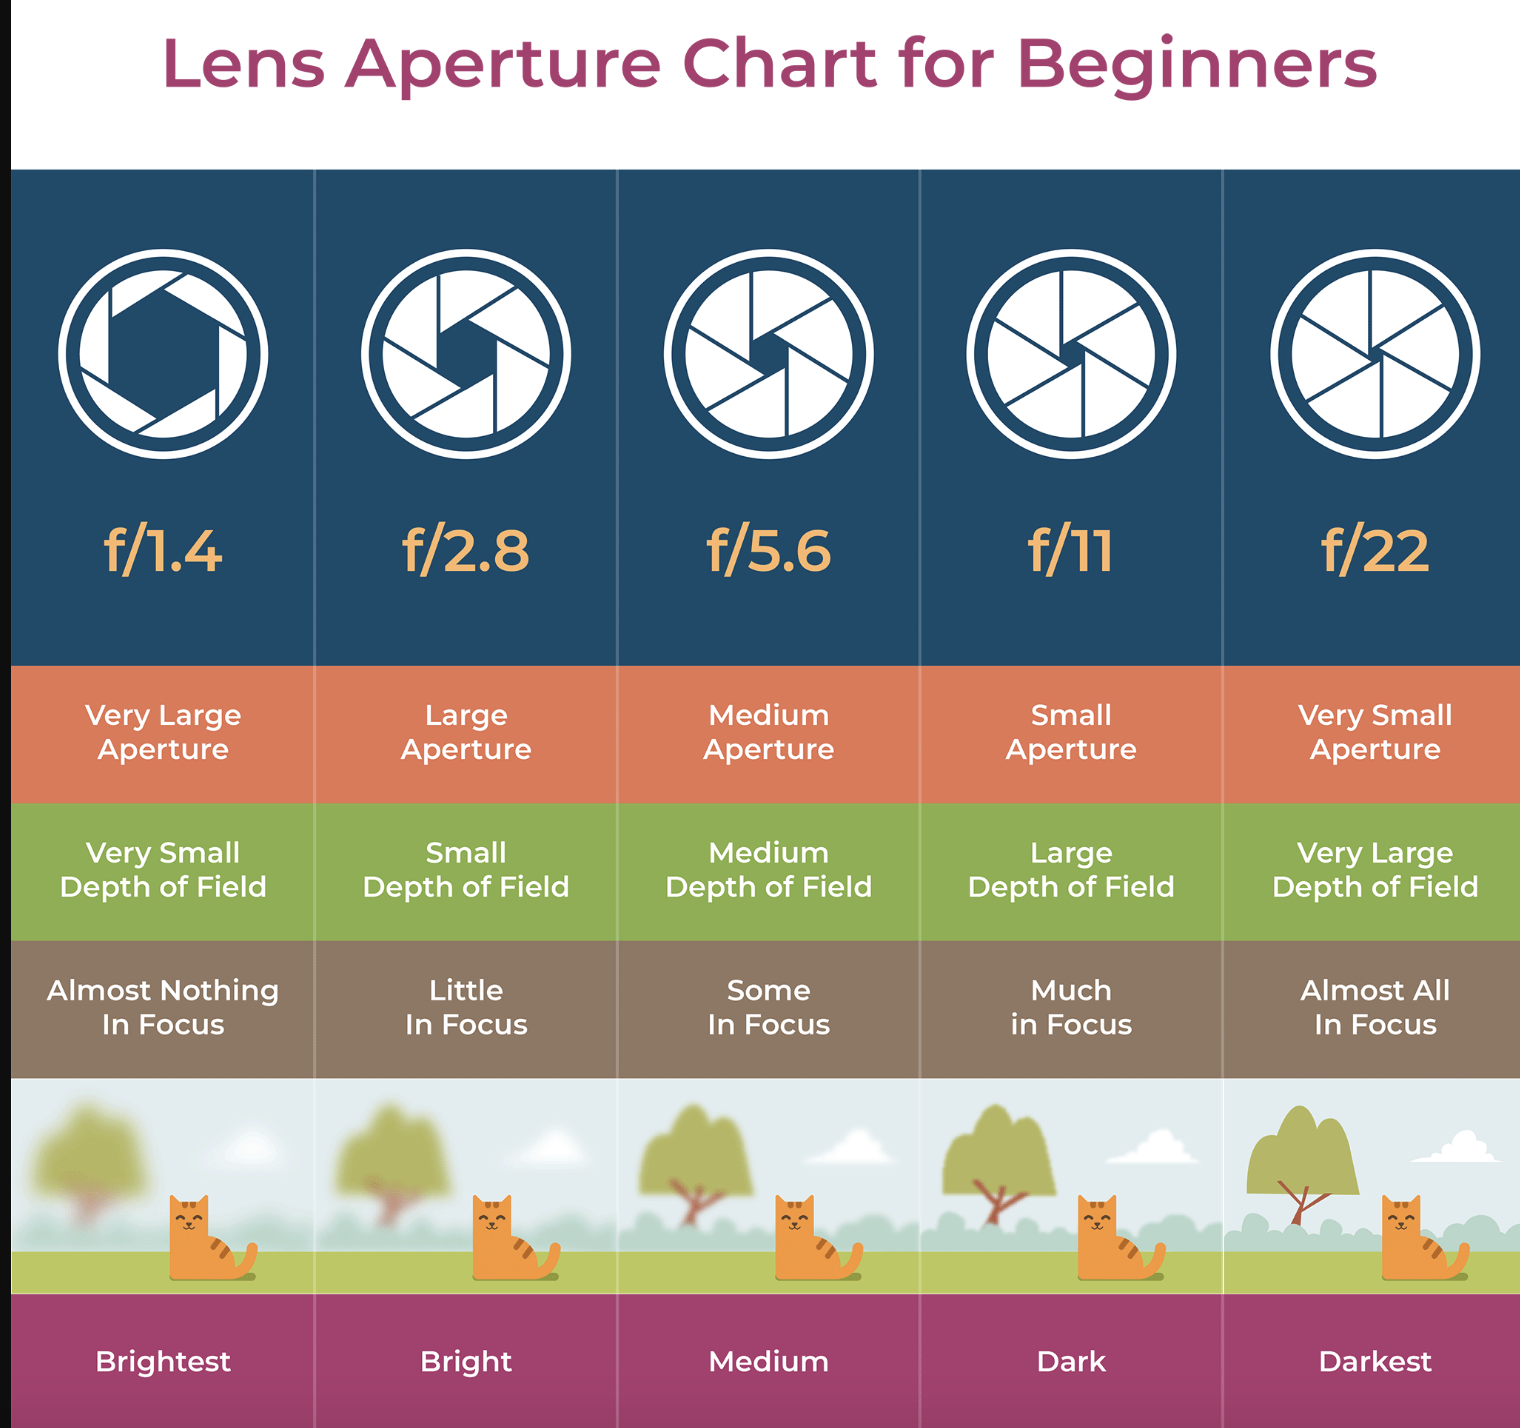 Lens Aperture Chart for Beginners
f/1.4
f/2.8
f/5.6
f/11
f/22
Very Large
Aperture
Large
Aperture
Medium
Aperture
Small
Aperture
Very Small
Aperture
Very Small
Depth of Field
Small
Depth of Field
Medium
Depth of Field
Large
Depth of Field
Very Large
Depth of Field
Almost Nothing
In Focus
Little
In Focus
Some
In Focus
Much
in Focus
Almost All
In Focus
Brightest
Bright
Medium
Dark
Darkest